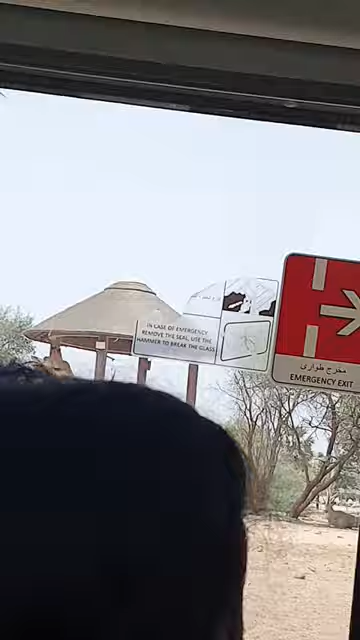 IN CASE OF EMERGENCY
REMOVE THE SEAL, USE THE
HAMMER TO BREAK THE GLASS
مخرج طوارئ
EMERGENCY EXIT